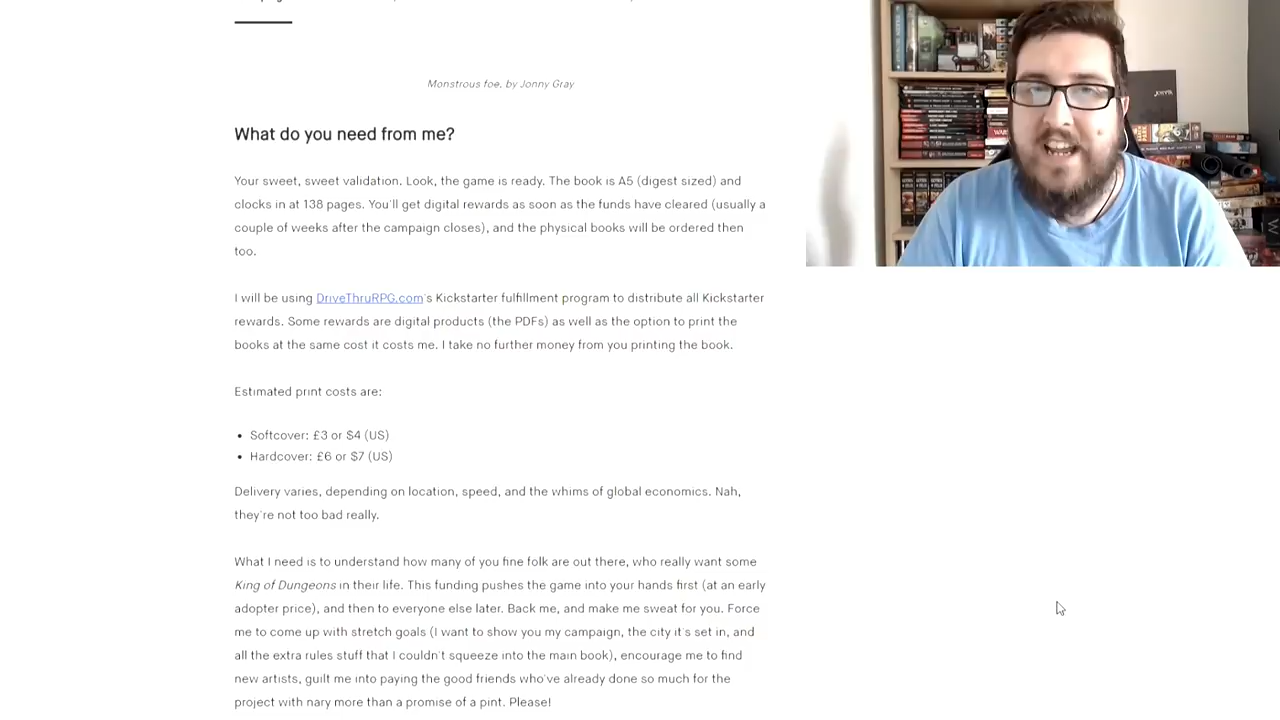 Monstrous foe, by Jonny Gray
What do you need from me?
Your sweet, sweet validation. Look, the game is ready. The book is A5 (digest sized) and
clocks in at 138 pages. You'll get digital rewards as soon as the funds have cleared (usually a
couple of weeks after the campaign closes), and the physical books will be ordered then
too.
I will be using DriveThruRPG.com's Kickstarter fulfillment program to distribute all Kickstarter
rewards. Some rewards are digital products (the PDFs) as well as the option to print the
books at the same cost it costs me. I take no further money from you printing the book.
Estimated print costs are:
• Softcover: £3 or $4 (US)
• Hardcover: £6 or $7 (US)
Delivery varies, depending on location, speed, and the whims of global economics. Nah,
they're not too bad really.
What I need is to understand how many of you fine folk are out there, who really want some
King of Dungeons in their life. This funding pushes the game into your hands first (at an early
adopter price), and then to everyone else later. Back me, and make me sweat for you. Force
me to come up with stretch goals (I want to show you my campaign, the city it's set in, and
all the extra rules stuff that I couldn't squeeze into the main book), encourage me to find
new artists, guilt me into paying the good friends who've already done so much for the
project with nary more than a promise of a pint. Please!